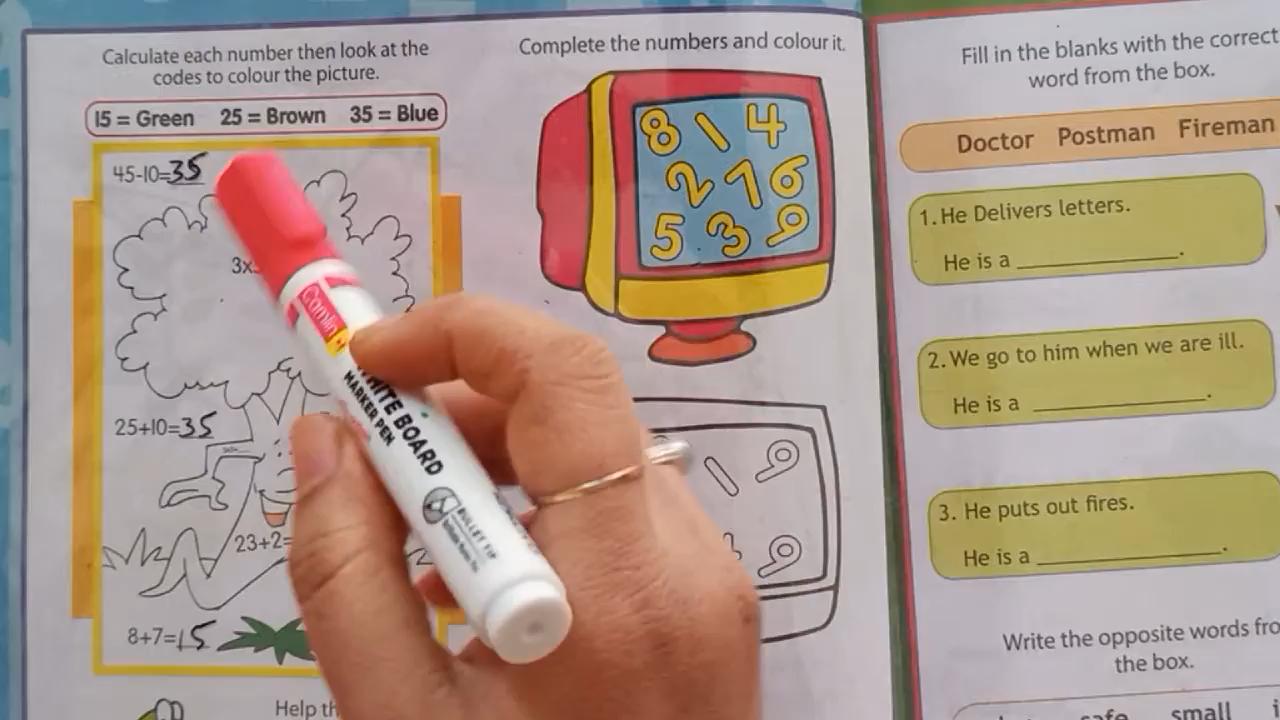 Calculate each number then look at the
codes to colour the picture.
15 = Green 25 = Brown 35 = Blue
45-10=35
3x
25+10=35
23+2=
8+7=15
Help th
Complete the numbers and colour it.
8 1 4
2 7 6
5 3 9
1 9
9
Camlin
WHITE BOARD
MARKER PEN
BULLET TIP
Fill in the blanks with the correct
word from the box.
Doctor Postman Fireman
1. He Delivers letters.
He is a ____________.
2. We go to him when we are ill.
He is a ____________.
3. He puts out fires.
He is a ____________.
Write the opposite words fro
the box.
safe small